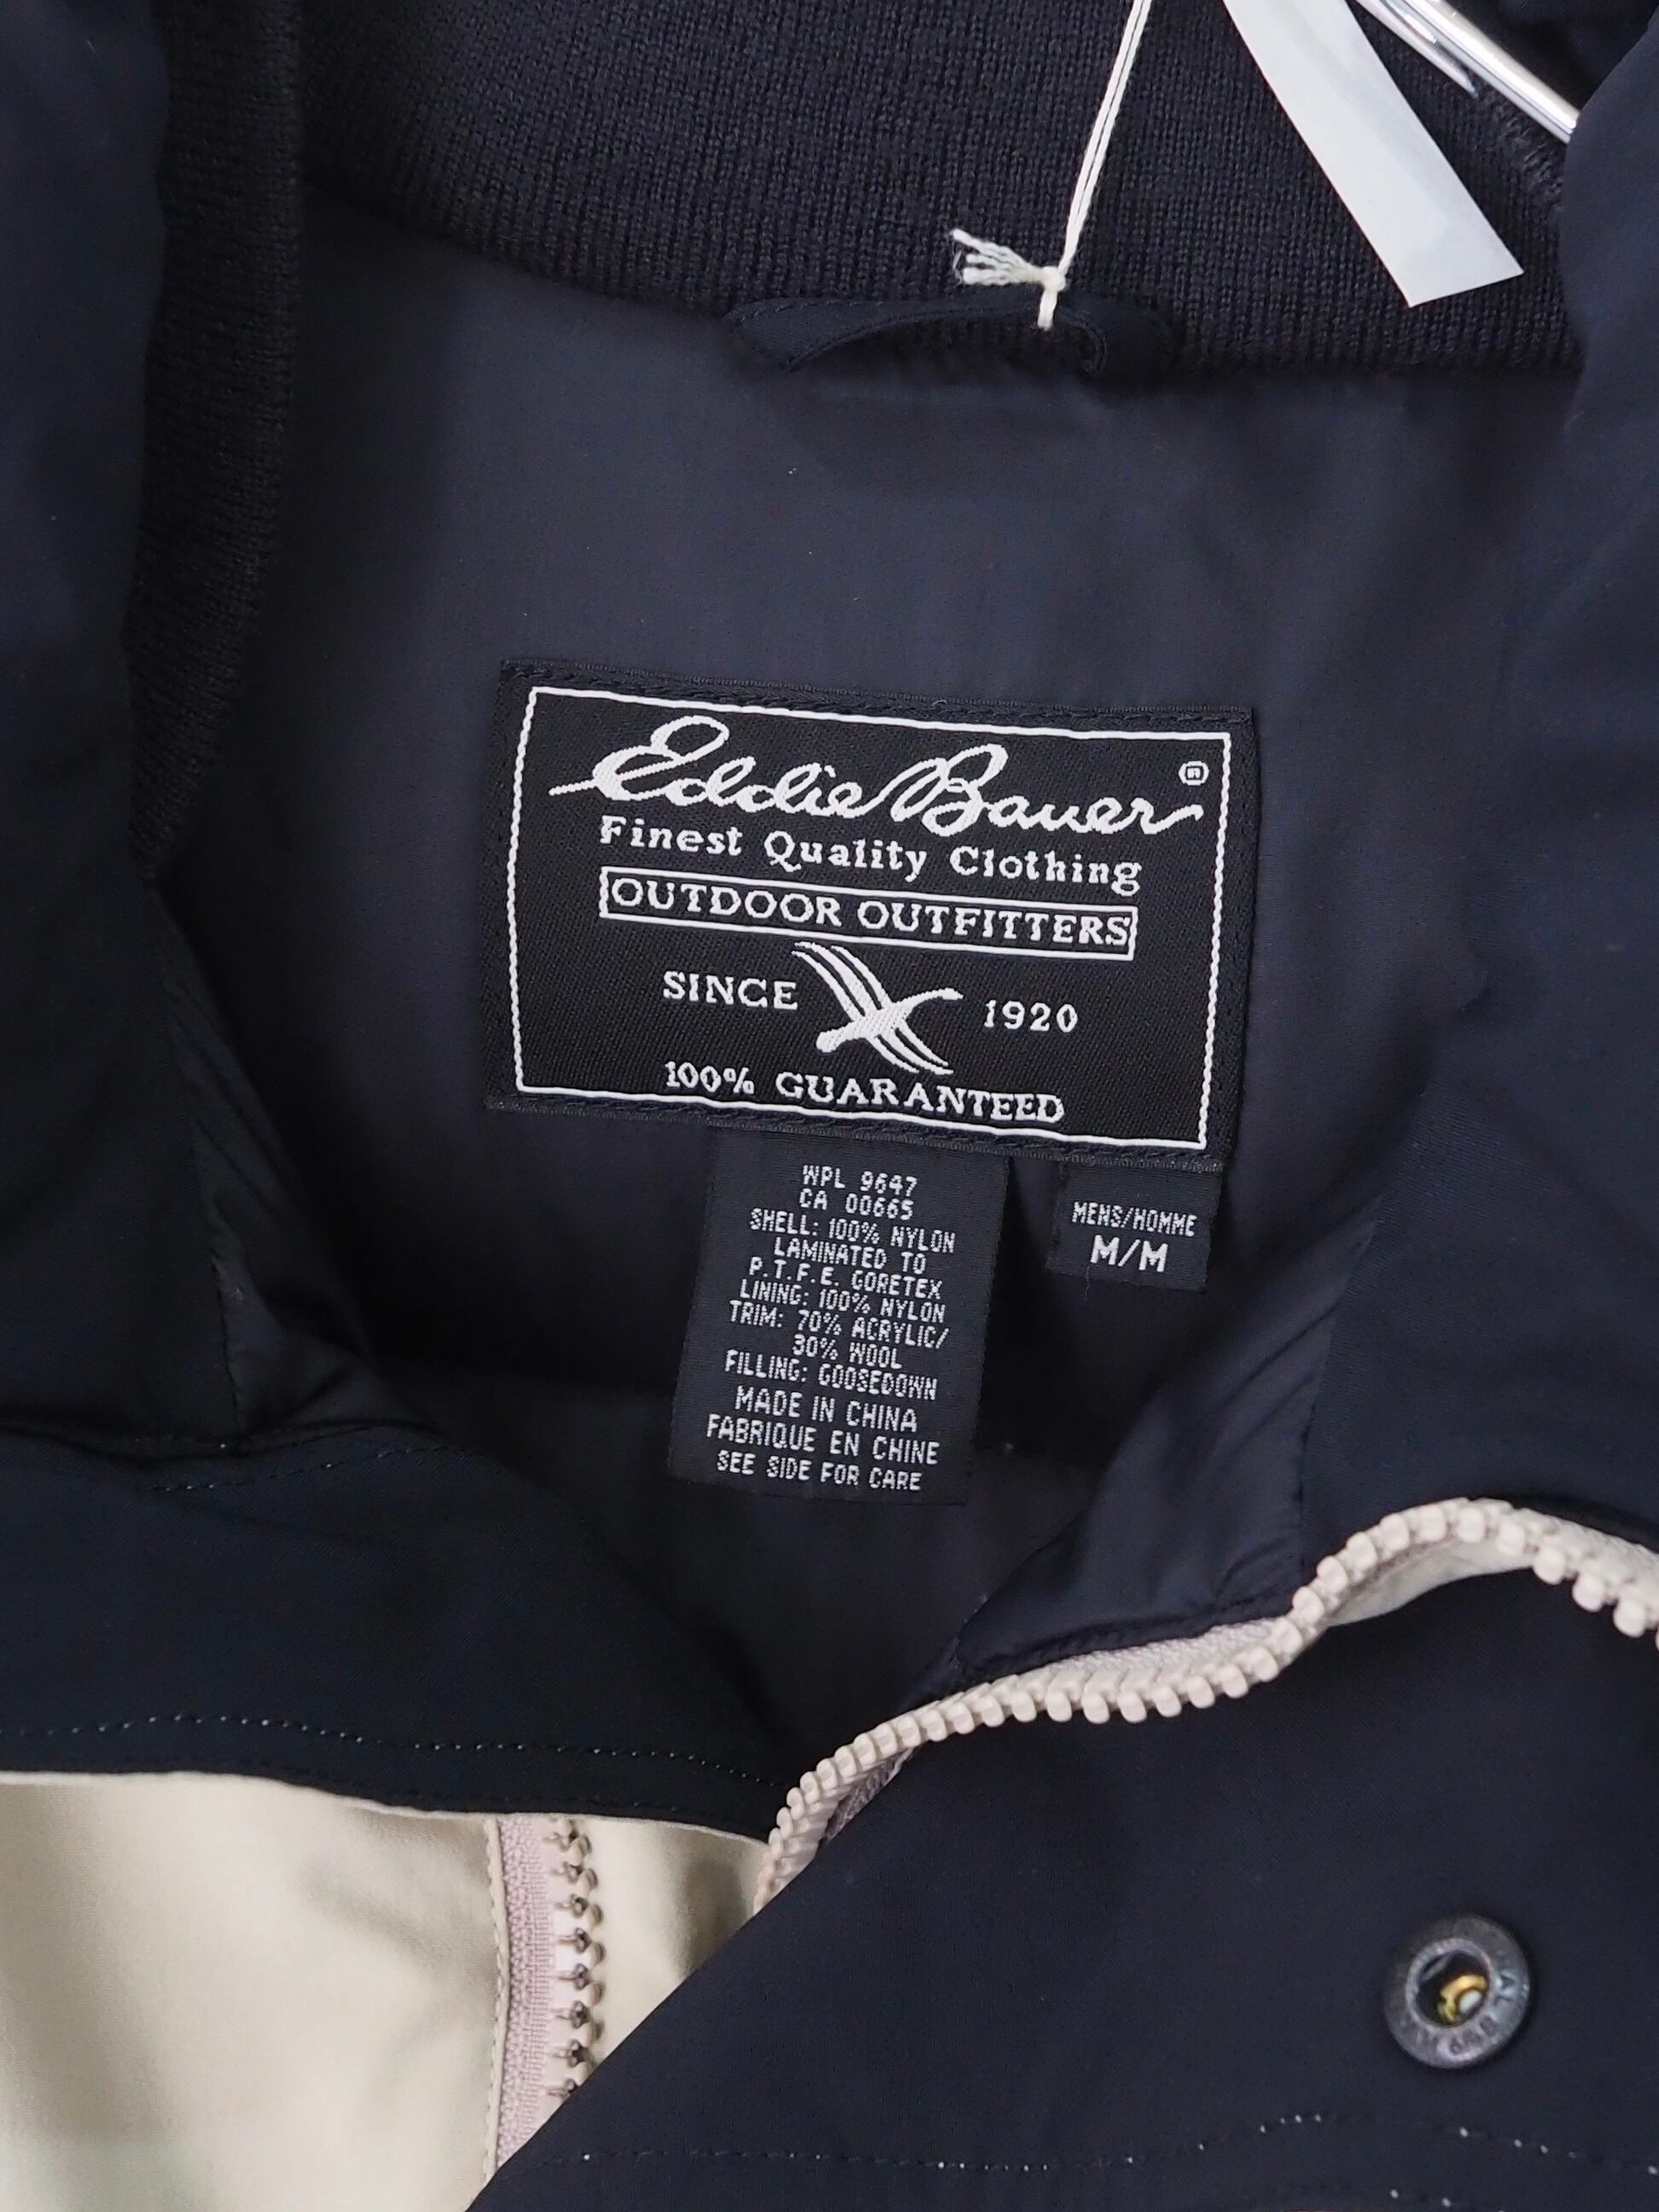 Eddie Bauer ®
Finest Quality Clothing
OUTDOOR OUTFITTERS
SINCE 1920
100% GUARANTEED
WPL 9647
CA 00665
SHELL: 100% NYLON
LAMINATED TO
P.T.F.E. GORETEX
LINING: 100% NYLON
TRIM: 70% ACRYLIC/
30% WOOL
FILLING: GOOSEDOWN
MADE IN CHINA
FABRIQUE EN CHINE
SEE SIDE FOR CARE
MENS/HOMME
M/M